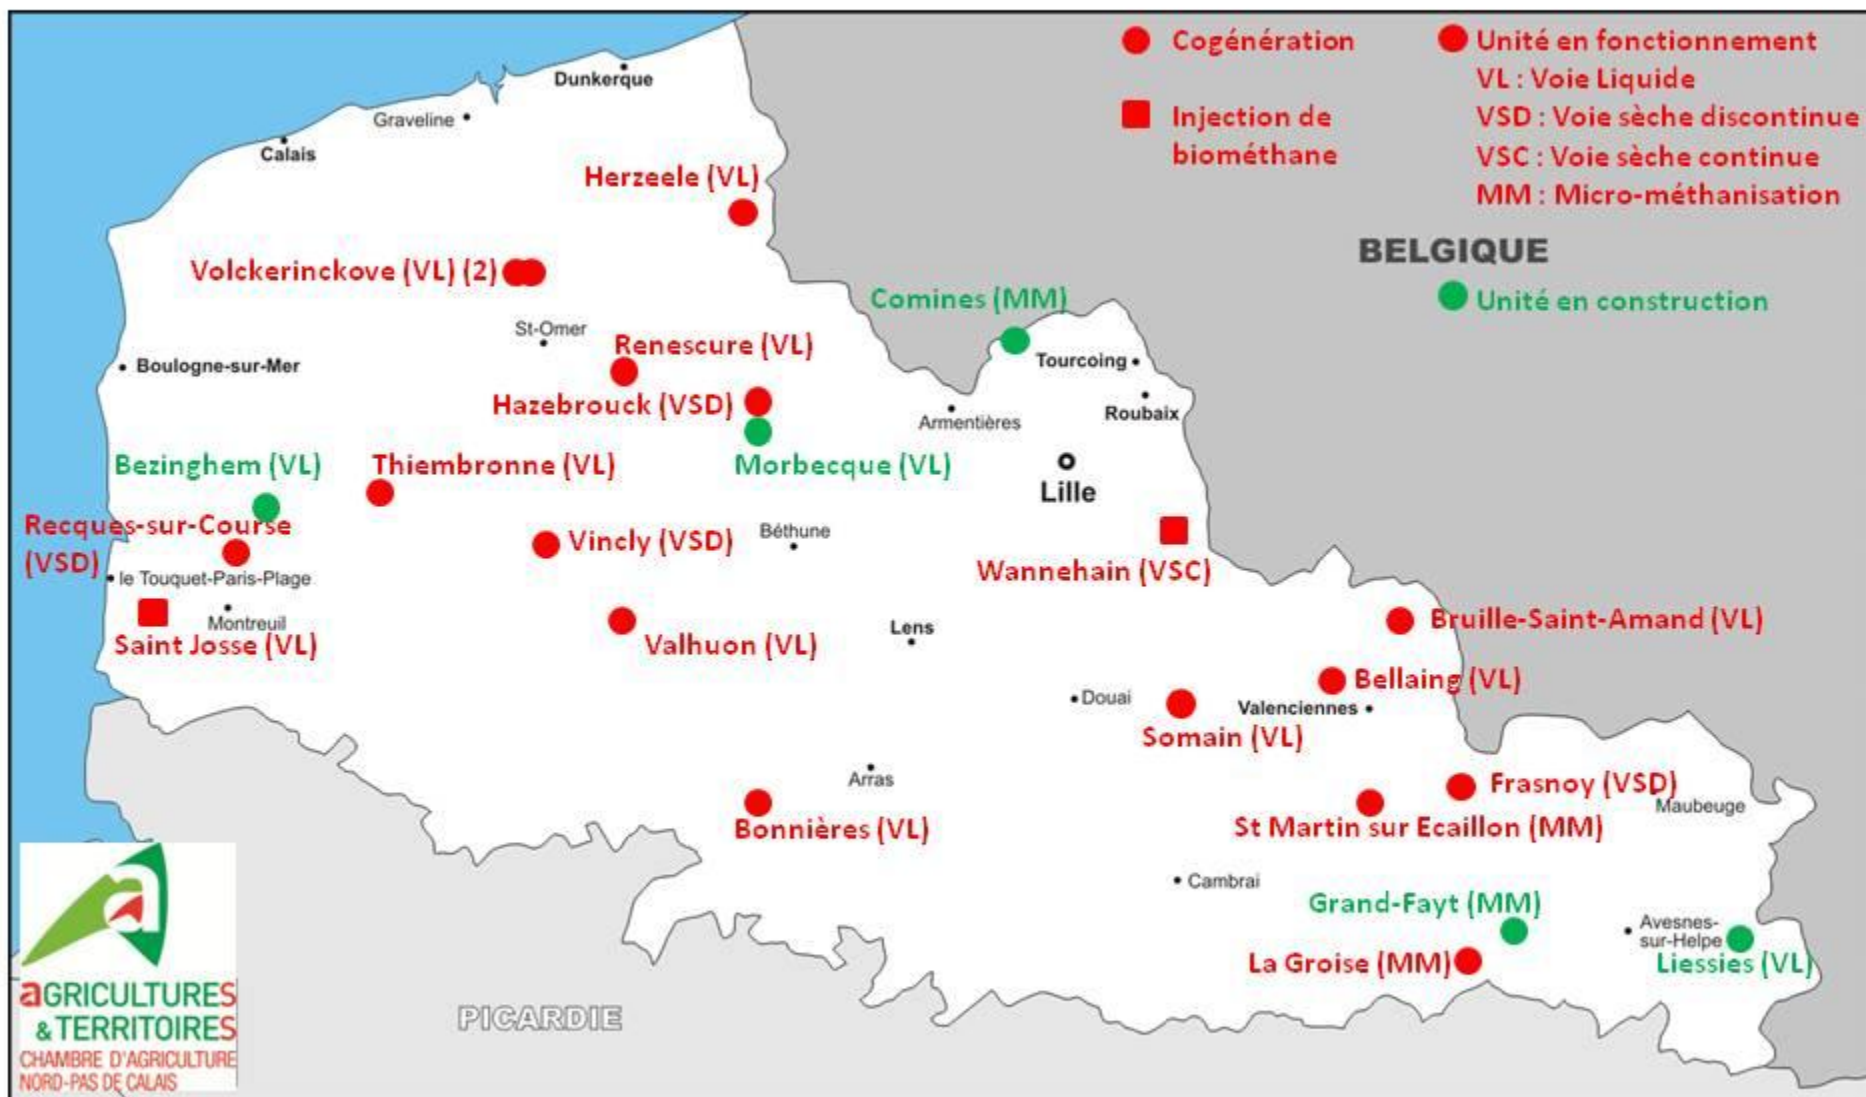 Cogénération
Injection de
biométhane
Unité en fonctionnement
VL : Voie Liquide
VSD : Voie sèche discontinue
VSC : Voie sèche continue
MM : Micro-méthanisation
BELGIQUE
Unité en construction
Dunkerque
Graveline
Calais
Herzeele (VL)
Volckerinckove (VL) (2)
Comines (MM)
St-Omer
Renescure (VL)
Boulogne-sur-Mer
Tourcoing
Hazebrouck (VSD)
Roubaix
Armentières
Bezinghem (VL)
Thiembronne (VL)
Morbecque (VL)
Lille
Recques-sur-Course
(VSD)
Vincly (VSD)
Béthune
Wannehain (VSC)
le Touquet-Paris-Plage
Montreuil
Saint Josse (VL)
Valhuon (VL)
Lens
Bruille-Saint-Amand (VL)
Bellaing (VL)
Douai
Valenciennes
Somain (VL)
Arras
Bonnières (VL)
Frasnoy (VSD)
Maubeuge
St Martin sur Ecaillon (MM)
Cambrai
Grand-Fayt (MM)
Avesnes-
sur-Helpe
La Groise (MM)
Liessies (VL)
PICARDIE
a
aGRICULTURES
& TERRITOIRES
CHAMBRE D'AGRICULTURE
NORD-PAS DE CALAIS